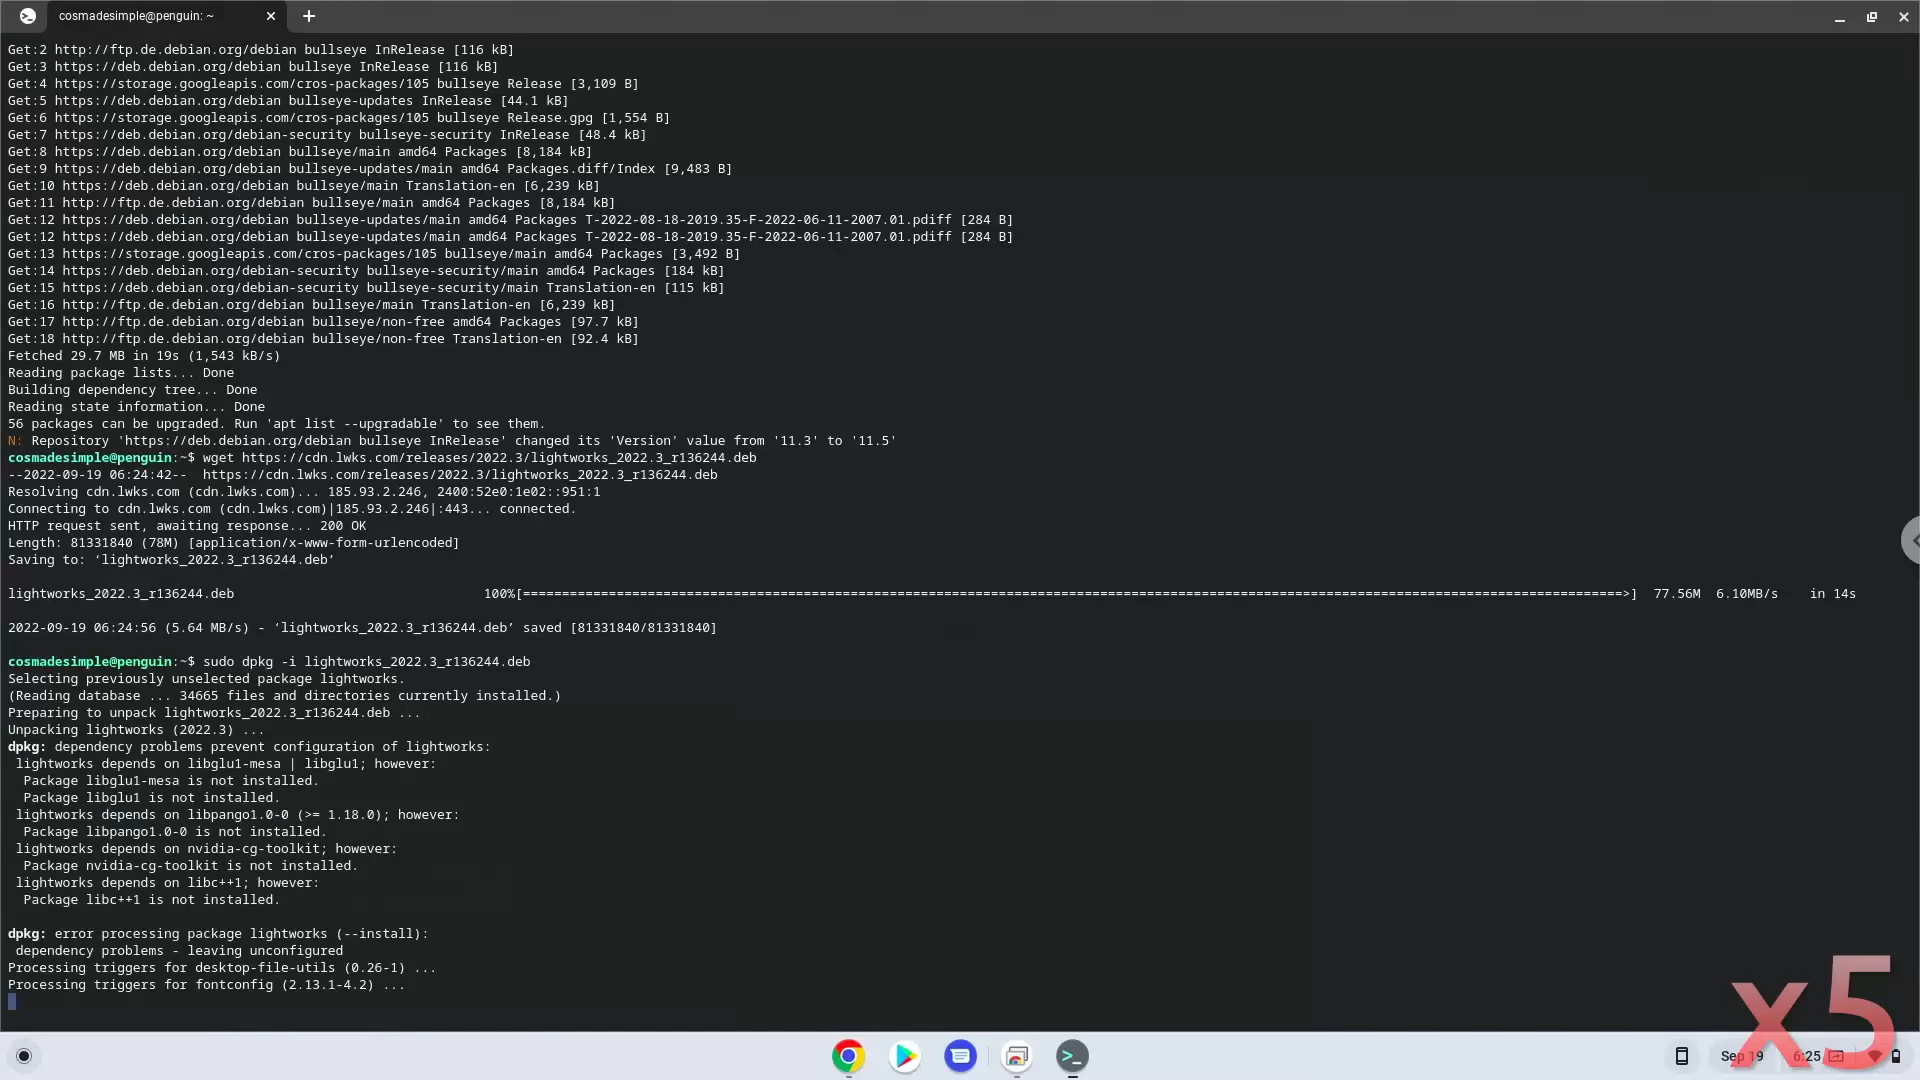 cosmadesimple@penguin: ~
Get:2 http://ftp.de.debian.org/debian bullseye InRelease [116 kB]
Get:3 https://deb.debian.org/debian bullseye InRelease [116 kB]
Get:4 https://storage.googleapis.com/cros-packages/105 bullseye Release [3,109 B]
Get:5 https://deb.debian.org/debian bullseye-updates InRelease [44.1 kB]
Get:6 https://storage.googleapis.com/cros-packages/105 bullseye Release.gpg [1,554 B]
Get:7 https://deb.debian.org/debian-security bullseye-security InRelease [48.4 kB]
Get:8 https://deb.debian.org/debian bullseye/main amd64 Packages [8,184 kB]
Get:9 https://deb.debian.org/debian bullseye-updates/main amd64 Packages.diff/Index [9,483 B]
Get:10 https://deb.debian.org/debian bullseye/main Translation-en [6,239 kB]
Get:11 http://ftp.de.debian.org/debian bullseye/main amd64 Packages [8,184 kB]
Get:12 https://deb.debian.org/debian bullseye-updates/main amd64 Packages T-2022-08-18-2019.35-F-2022-06-11-2007.01.pdiff [284 B]
Get:12 https://deb.debian.org/debian bullseye-updates/main amd64 Packages T-2022-08-18-2019.35-F-2022-06-11-2007.01.pdiff [284 B]
Get:13 https://storage.googleapis.com/cros-packages/105 bullseye/main amd64 Packages [3,492 B]
Get:14 https://deb.debian.org/debian-security bullseye-security/main amd64 Packages [184 kB]
Get:15 https://deb.debian.org/debian-security bullseye-security/main Translation-en [115 kB]
Get:16 http://ftp.de.debian.org/debian bullseye/main Translation-en [6,239 kB]
Get:17 http://ftp.de.debian.org/debian bullseye/non-free amd64 Packages [97.7 kB]
Get:18 http://ftp.de.debian.org/debian bullseye/non-free Translation-en [92.4 kB]
Fetched 29.7 MB in 19s (1,543 kB/s)
Reading package lists... Done
Building dependency tree... Done
Reading state information... Done
56 packages can be upgraded. Run 'apt list --upgradable' to see them.
N: Repository 'https://deb.debian.org/debian bullseye InRelease' changed its 'Version' value from '11.3' to '11.5'
cosmadesimple@penguin:~$ wget https://cdn.lwks.com/releases/2022.3/lightworks_2022.3_r136244.deb
--2022-09-19 06:24:42--  https://cdn.lwks.com/releases/2022.3/lightworks_2022.3_r136244.deb
Resolving cdn.lwks.com (cdn.lwks.com)... 185.93.2.246, 2400:52e0:1e02::951:1
Connecting to cdn.lwks.com (cdn.lwks.com)|185.93.2.246|:443... connected.
HTTP request sent, awaiting response... 200 OK
Length: 81331840 (78M) [application/x-www-form-urlencoded]
Saving to: ‘lightworks_2022.3_r136244.deb’
lightworks_2022.3_r136244.deb 100%[=============================================================================================================================================>] 77.56M 6.10MB/s in 14s
2022-09-19 06:24:56 (5.64 MB/s) - ‘lightworks_2022.3_r136244.deb’ saved [81331840/81331840]
cosmadesimple@penguin:~$ sudo dpkg -i lightworks_2022.3_r136244.deb
Selecting previously unselected package lightworks.
(Reading database ... 34665 files and directories currently installed.)
Preparing to unpack lightworks_2022.3_r136244.deb ...
Unpacking lightworks (2022.3) ...
dpkg: dependency problems prevent configuration of lightworks:
lightworks depends on libglu1-mesa | libglu1; however:
Package libglu1-mesa is not installed.
Package libglu1 is not installed.
lightworks depends on libpango1.0-0 (>= 1.18.0); however:
Package libpango1.0-0 is not installed.
lightworks depends on nvidia-cg-toolkit; however:
Package nvidia-cg-toolkit is not installed.
lightworks depends on libc++1; however:
Package libc++1 is not installed.
dpkg: error processing package lightworks (--install):
dependency problems - leaving unconfigured
Processing triggers for desktop-file-utils (0.26-1) ...
Processing triggers for fontconfig (2.13.1-4.2) ...
x5
Sep 19 6:25